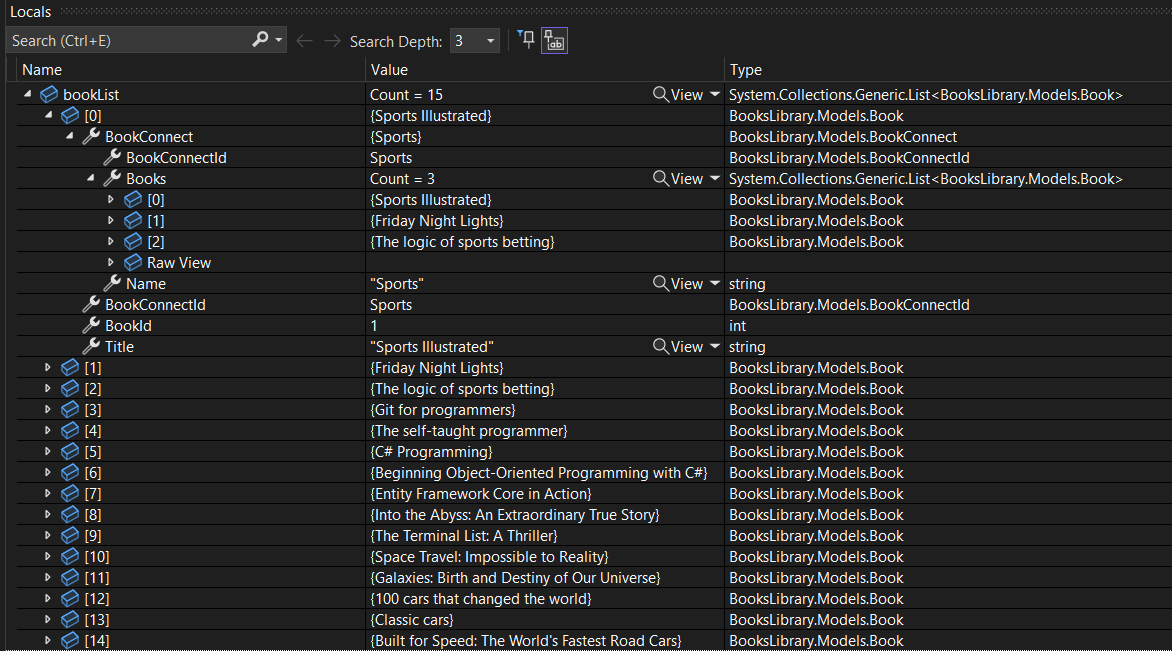 Locals
Search (Ctrl+E) Search Depth: 3
Name Value Type
bookList Count = 15 View System.Collections.Generic.List<BooksLibrary.Models.Book>
[0] {Sports Illustrated} BooksLibrary.Models.Book
BookConnect {Sports} BooksLibrary.Models.BookConnect
BookConnectId Sports BooksLibrary.Models.BookConnectId
Books Count = 3 View System.Collections.Generic.List<BooksLibrary.Models.Book>
[0] {Sports Illustrated} BooksLibrary.Models.Book
[1] {Friday Night Lights} BooksLibrary.Models.Book
[2] {The logic of sports betting} BooksLibrary.Models.Book
Raw View
Name "Sports" View string
BookConnectId Sports BooksLibrary.Models.BookConnectId
BookId 1 int
Title "Sports Illustrated" View string
[1] {Friday Night Lights} BooksLibrary.Models.Book
[2] {The logic of sports betting} BooksLibrary.Models.Book
[3] {Git for programmers} BooksLibrary.Models.Book
[4] {The self-taught programmer} BooksLibrary.Models.Book
[5] {C# Programming} BooksLibrary.Models.Book
[6] {Beginning Object-Oriented Programming with C#} BooksLibrary.Models.Book
[7] {Entity Framework Core in Action} BooksLibrary.Models.Book
[8] {Into the Abyss: An Extraordinary True Story} BooksLibrary.Models.Book
[9] {The Terminal List: A Thriller} BooksLibrary.Models.Book
[10] {Space Travel: Impossible to Reality} BooksLibrary.Models.Book
[11] {Galaxies: Birth and Destiny of Our Universe} BooksLibrary.Models.Book
[12] {100 cars that changed the world} BooksLibrary.Models.Book
[13] {Classic cars} BooksLibrary.Models.Book
[14] {Built for Speed: The World's Fastest Road Cars} BooksLibrary.Models.Book